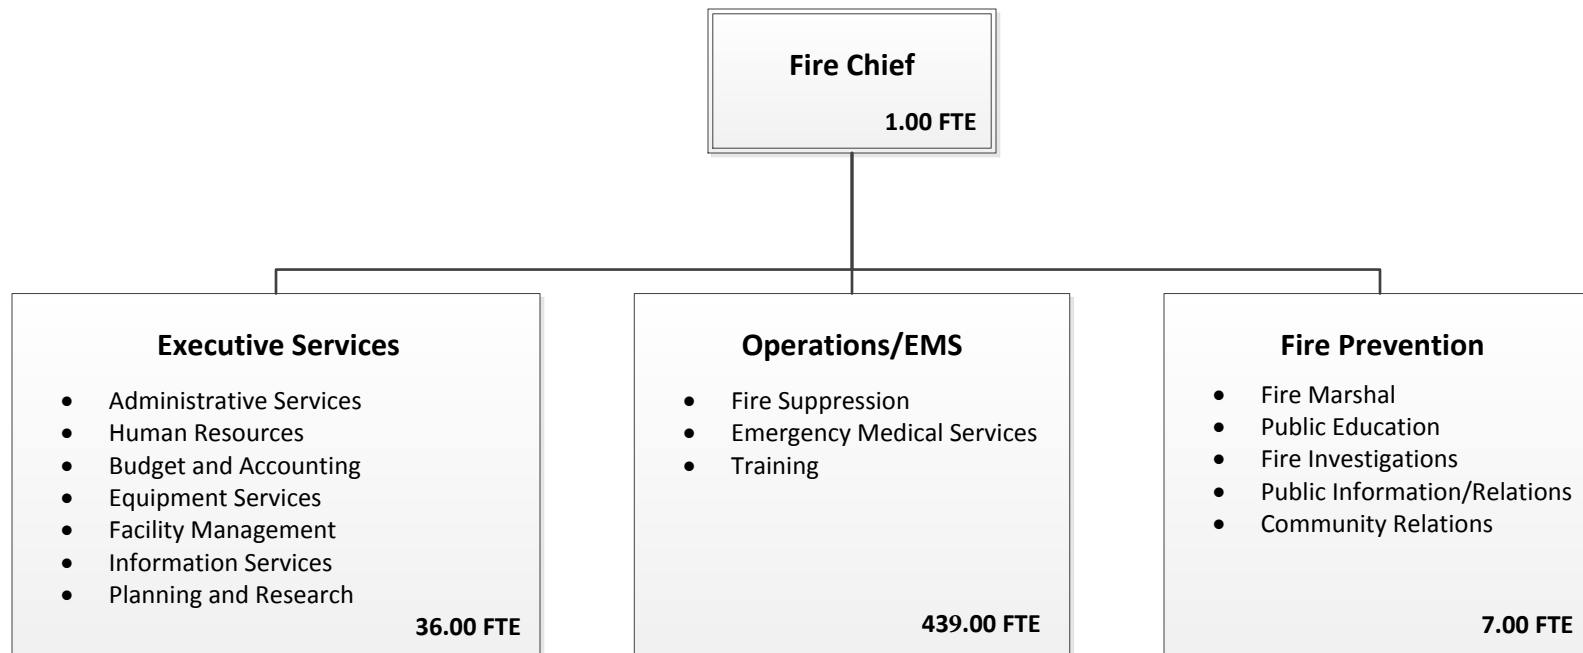 Fire Chief
1.00 FTE
Executive Services
• Administrative Services
• Human Resources
• Budget and Accounting
• Equipment Services
• Facility Management
• Information Services
• Planning and Research
36.00 FTE
Operations/EMS
• Fire Suppression
• Emergency Medical Services
• Training
439.00 FTE
Fire Prevention
• Fire Marshal
• Public Education
• Fire Investigations
• Public Information/Relations
• Community Relations
7.00 FTE